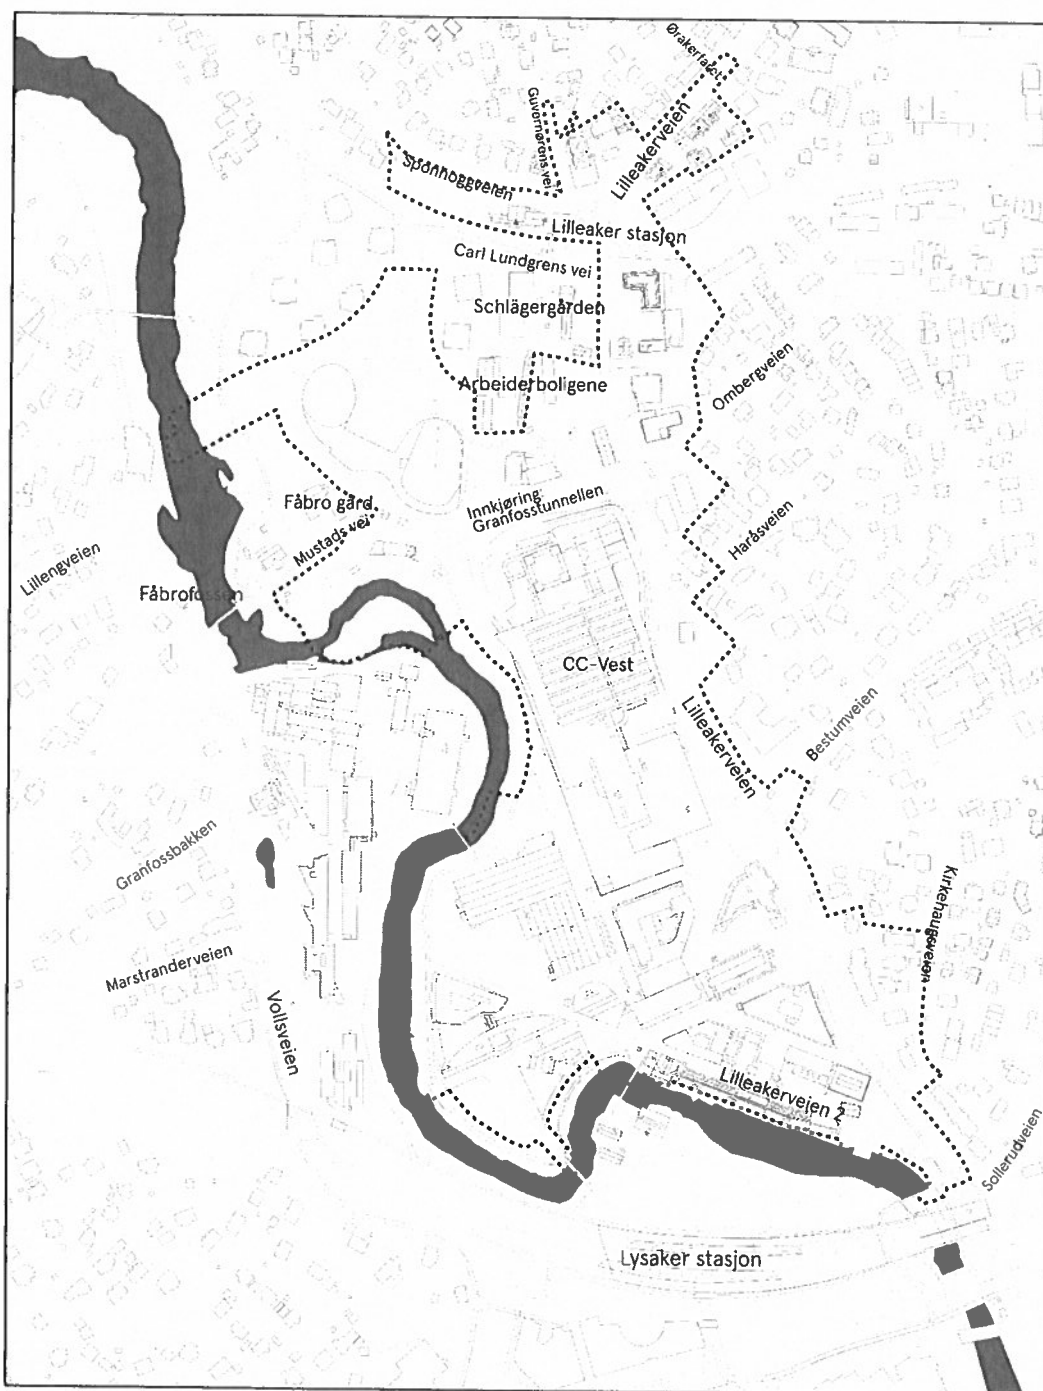 Ørakerfaret
Guvernørens vei
Lilleakerveien
Sponhoggveien
Lilleaker stasjon
Carl Lundgrens vei
Schlägergården
Ombergveien
Arbeiderboligene
Innkjøring
Granfosstunnellen
Fåbro gård
Mustads vei
Haråsveien
Lillengveien
Fåbrofossen
CC-Vest
Lilleakerveien
Bestumveien
Granfossbakken
Kirkehaugsveien
Marstranderveien
Vollsveien
Lilleakerveien 2
Sollerudveien
Lysaker stasjon